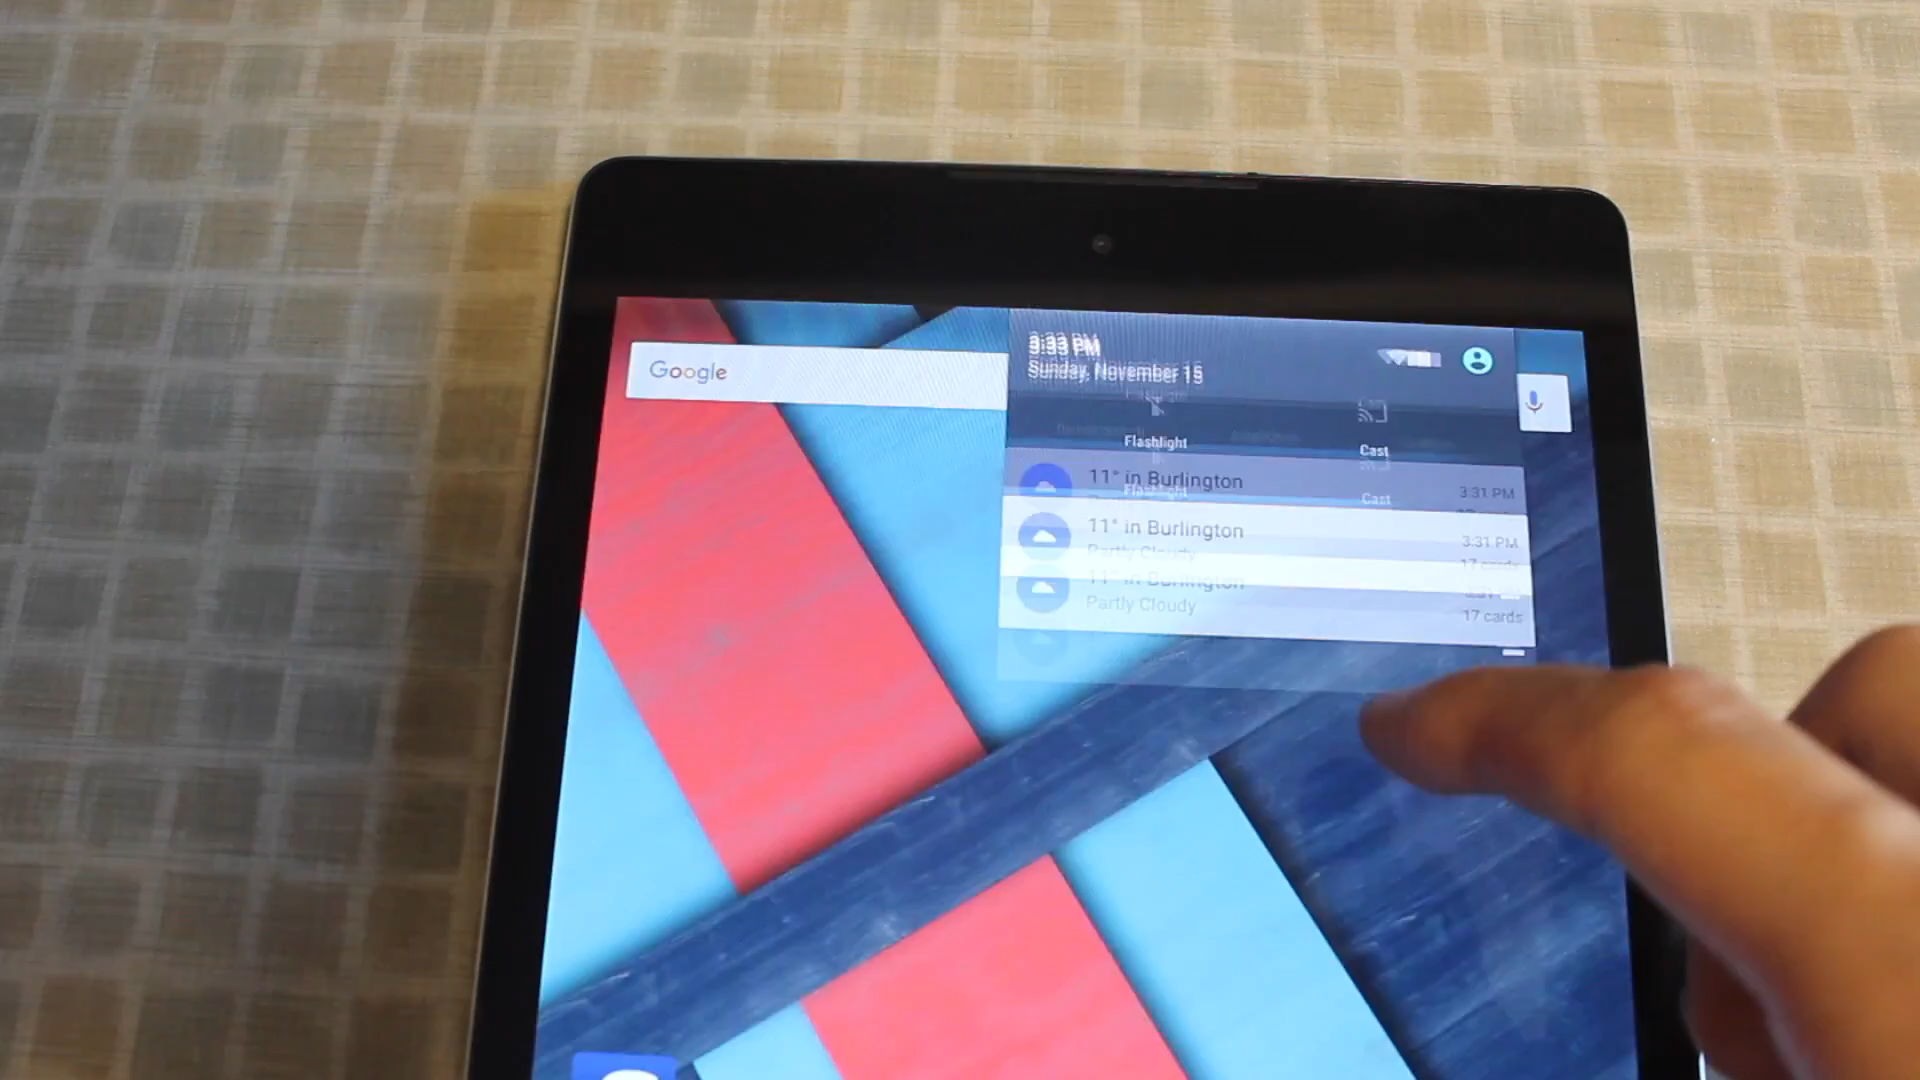 Google
3:33 PM
Sunday, November 15
Flashlight
Cast
11° in Burlington
3:31 PM
Flashlight
Cast
11° in Burlington
3:31 PM
Partly Cloudy
17 cards
11° in Burlington
Partly Cloudy
17 cards